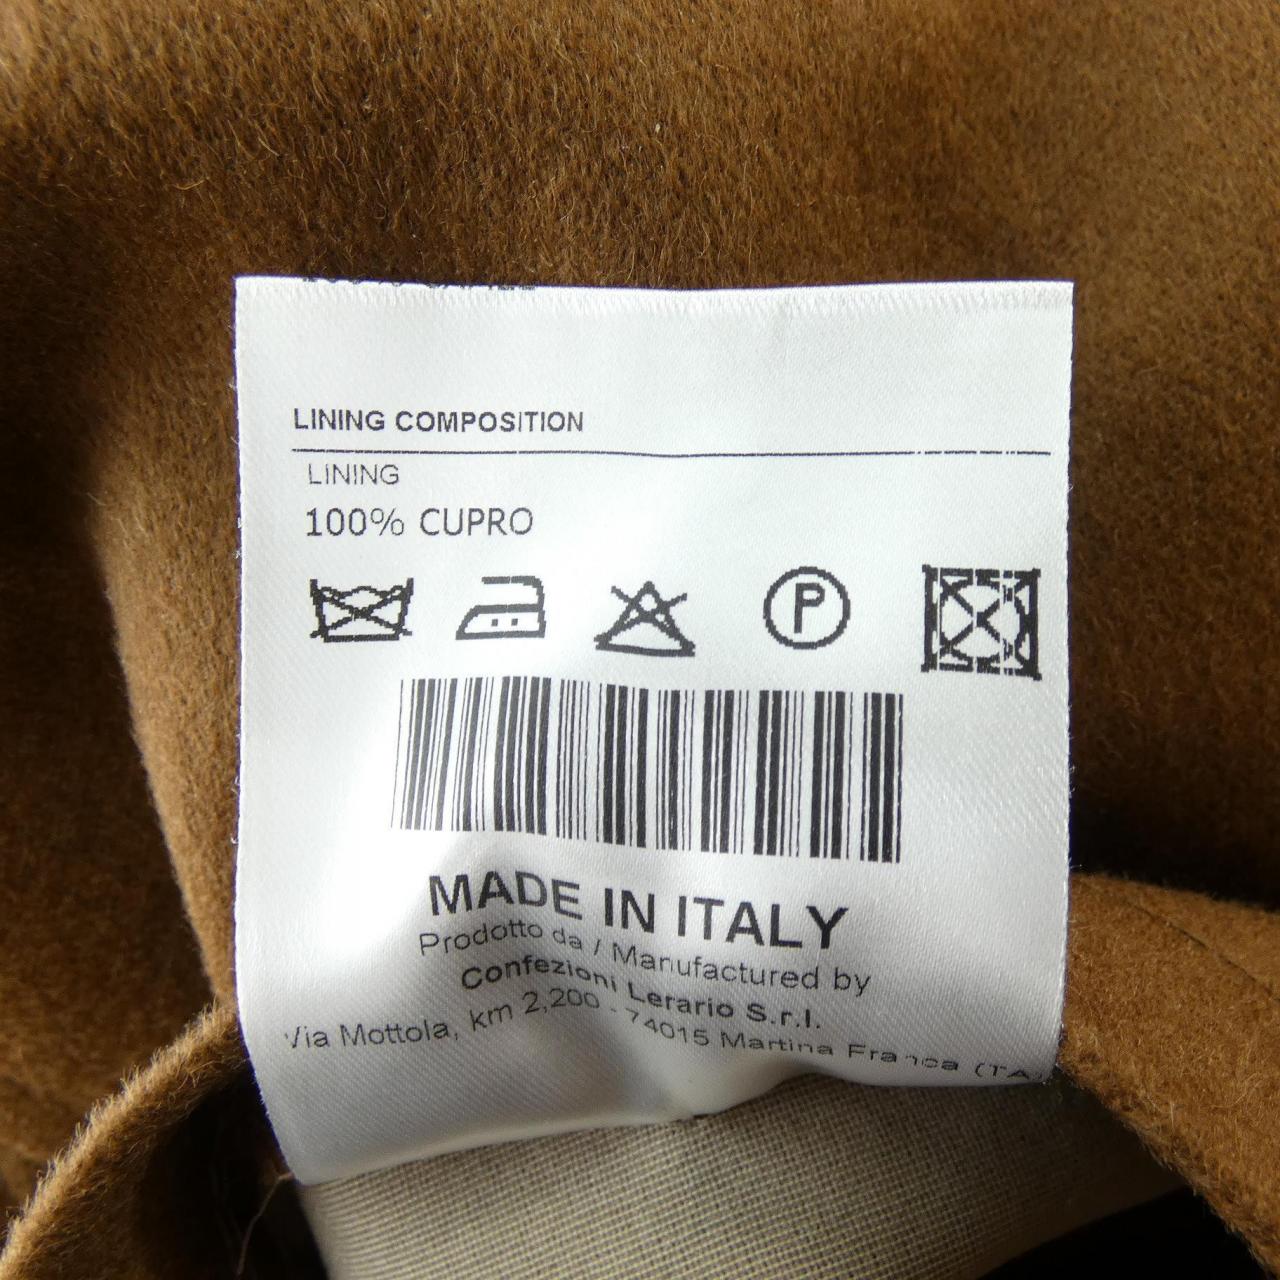 LINING COMPOSITION
LINING
100% CUPRO
P
MADE IN ITALY
Prodotto da / Manufactured by
Confezioni Lerario S.r.l.
Via Mottola, km 2,200 - 74015 Martina Franca (TA)